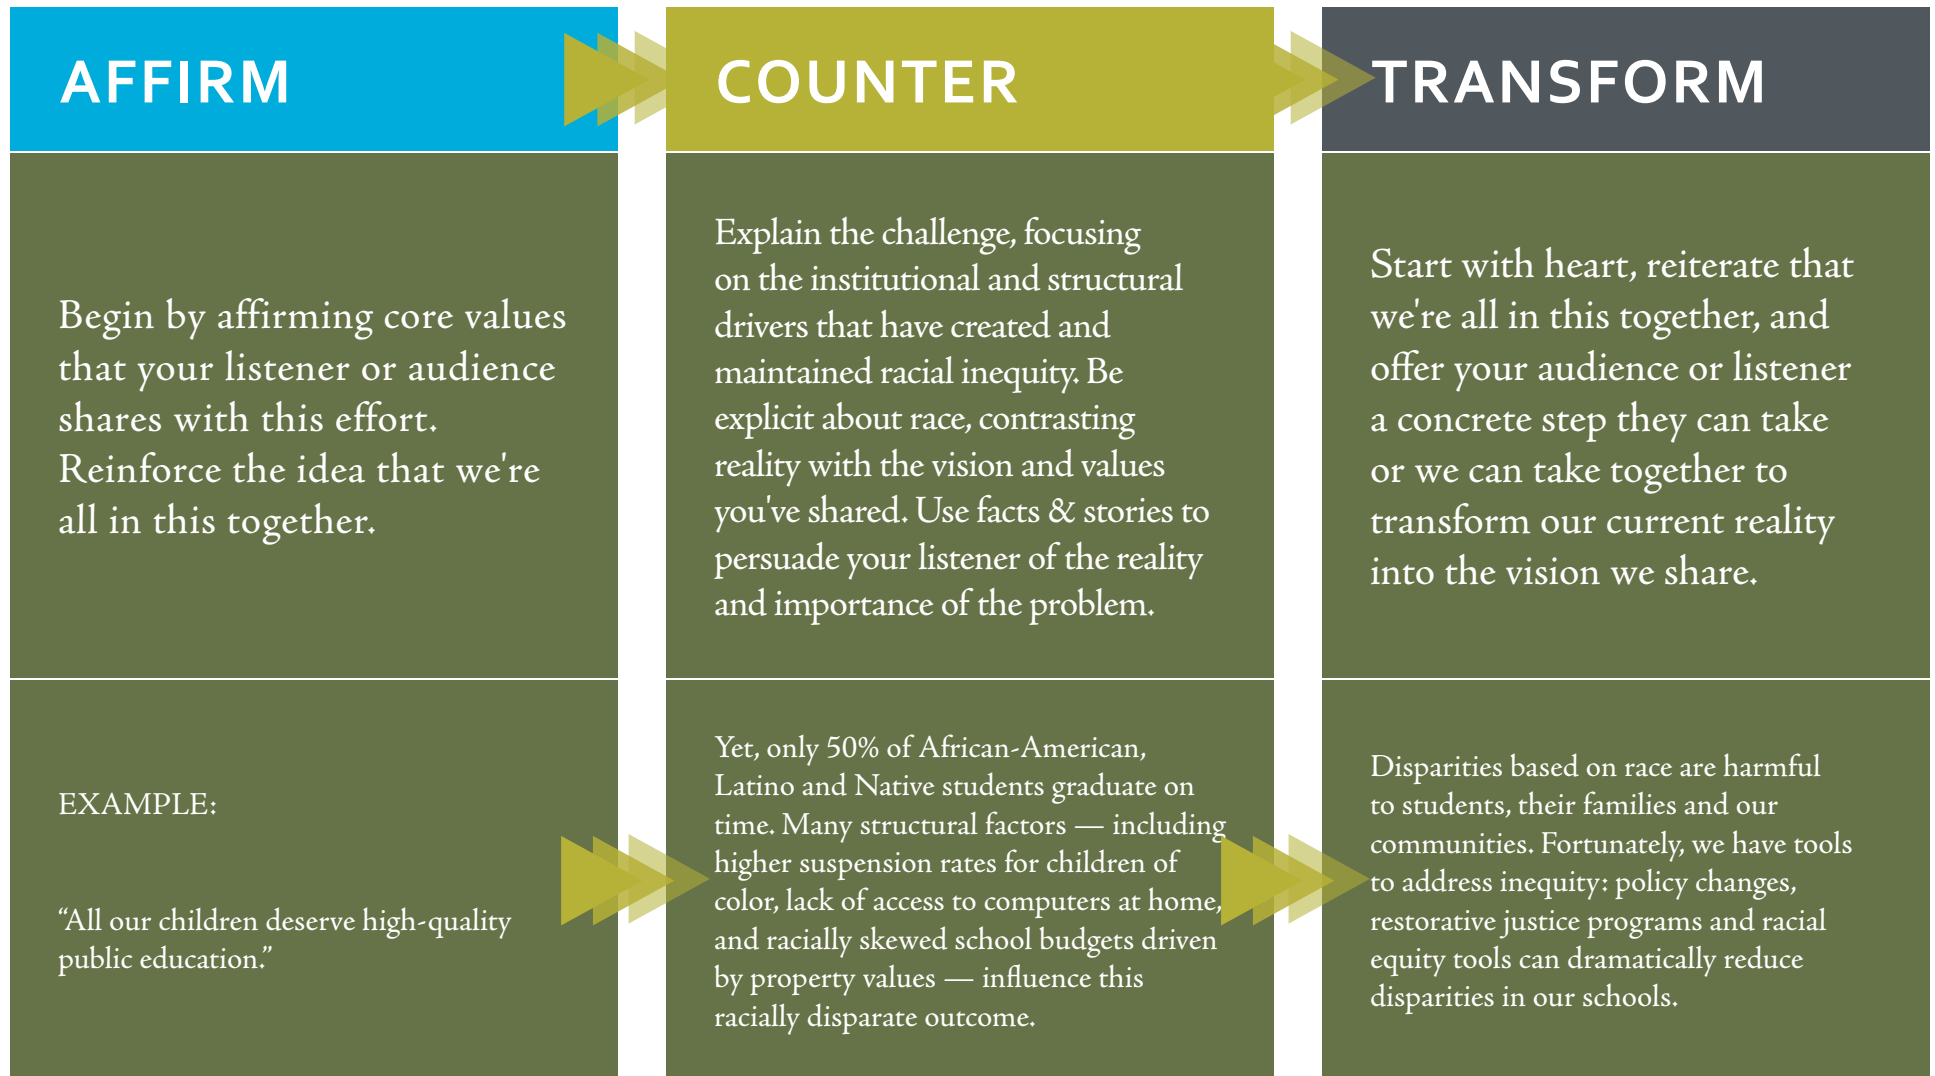 AFFIRM
Begin by affirming core values
that your listener or audience
shares with this effort.
Reinforce the idea that we're
all in this together.
EXAMPLE:
“All our children deserve high-quality
public education.”
COUNTER
Explain the challenge, focusing
on the institutional and structural
drivers that have created and
maintained racial inequity. Be
explicit about race, contrasting
reality with the vision and values
you've shared. Use facts & stories to
persuade your listener of the reality
and importance of the problem.
Yet, only 50% of African-American,
Latino and Native students graduate on
time. Many structural factors — including
higher suspension rates for children of
color, lack of access to computers at home,
and racially skewed school budgets driven
by property values — influence this
racially disparate outcome.
TRANSFORM
Start with heart, reiterate that
we're all in this together, and
offer your audience or listener
a concrete step they can take
or we can take together to
transform our current reality
into the vision we share.
Disparities based on race are harmful
to students, their families and our
communities. Fortunately, we have tools
to address inequity: policy changes,
restorative justice programs and racial
equity tools can dramatically reduce
disparities in our schools.